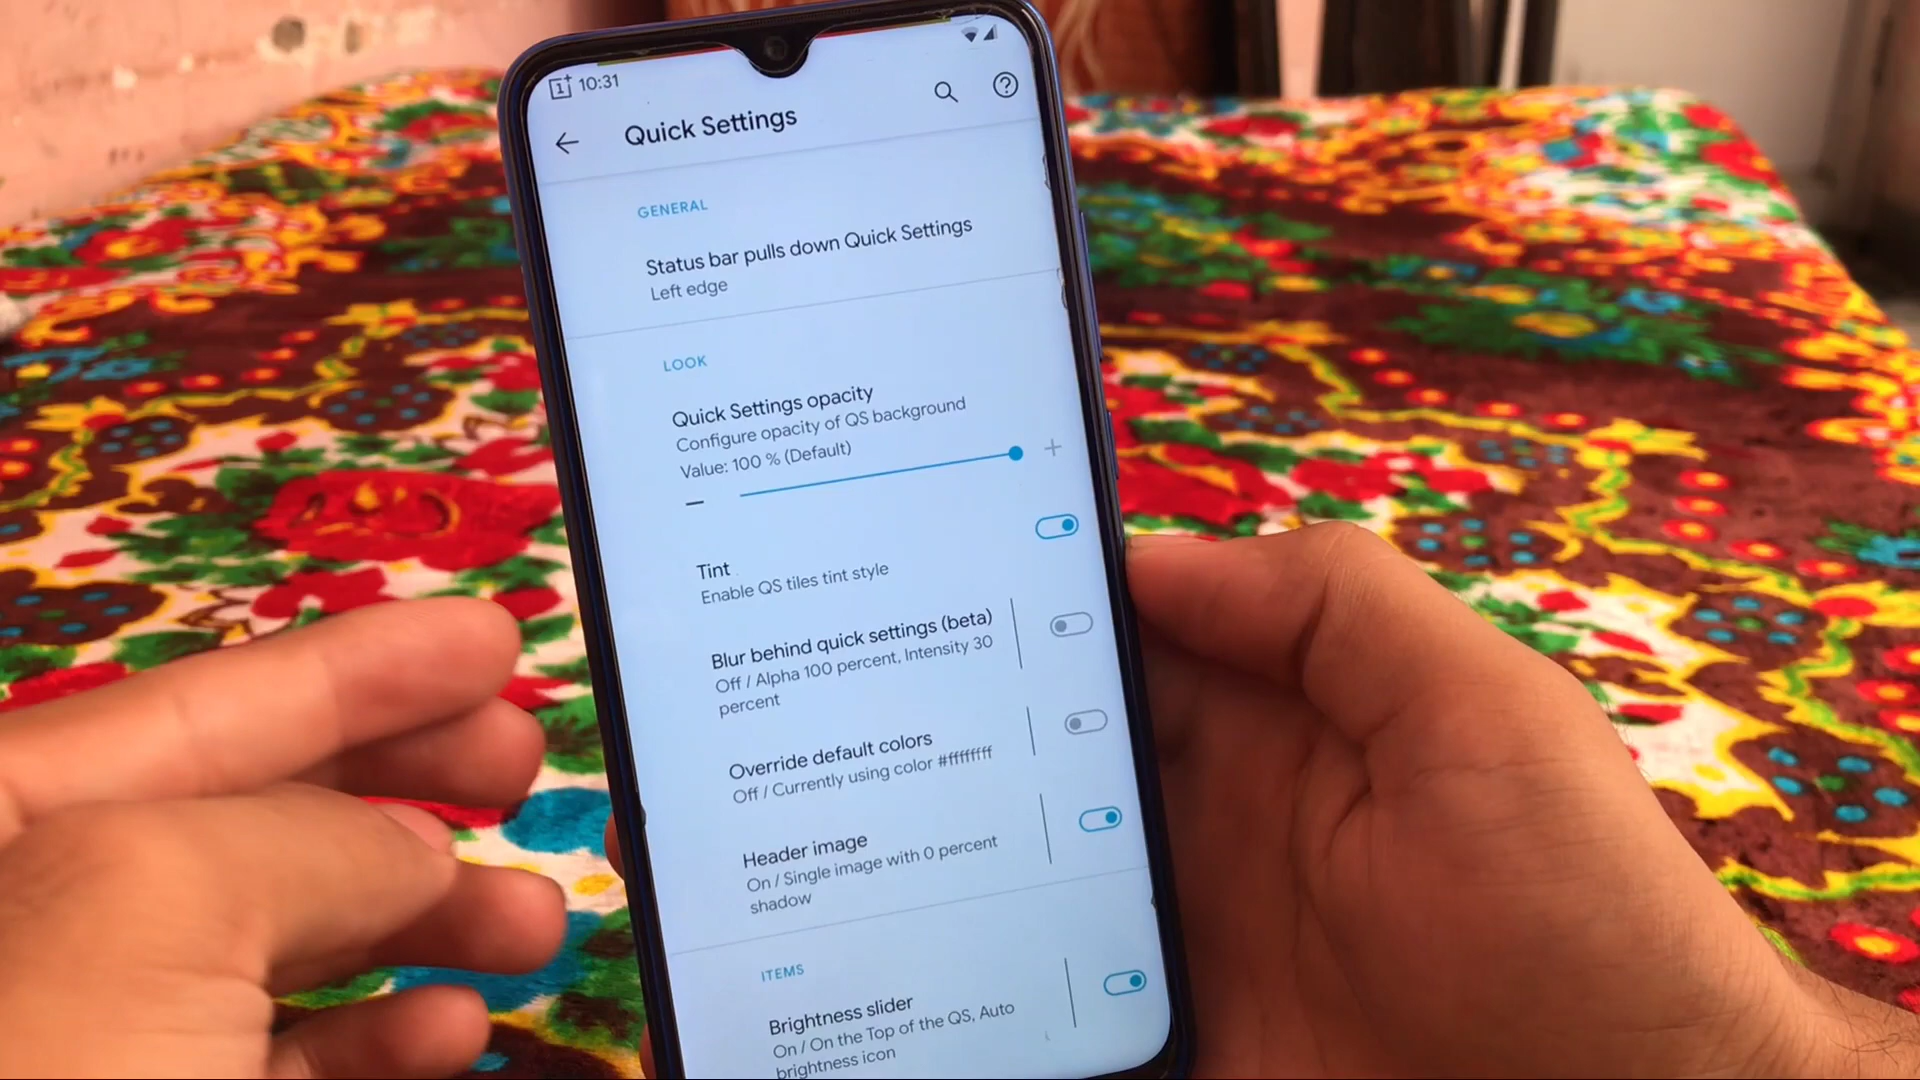 10:31
Quick Settings
GENERAL
Status bar pulls down Quick Settings
Left edge
LOOK
Quick Settings opacity
Configure opacity of QS background
Value: 100 % (Default)
Tint
Enable QS tiles tint style
Blur behind quick settings (beta)
Off / Alpha 100 percent, Intensity 30
percent
Override default colors
Off / Currently using color #ffffffff
Header image
On / Single image with 0 percent
shadow
ITEMS
Brightness slider
On / On the Top of the QS, Auto
brightness icon